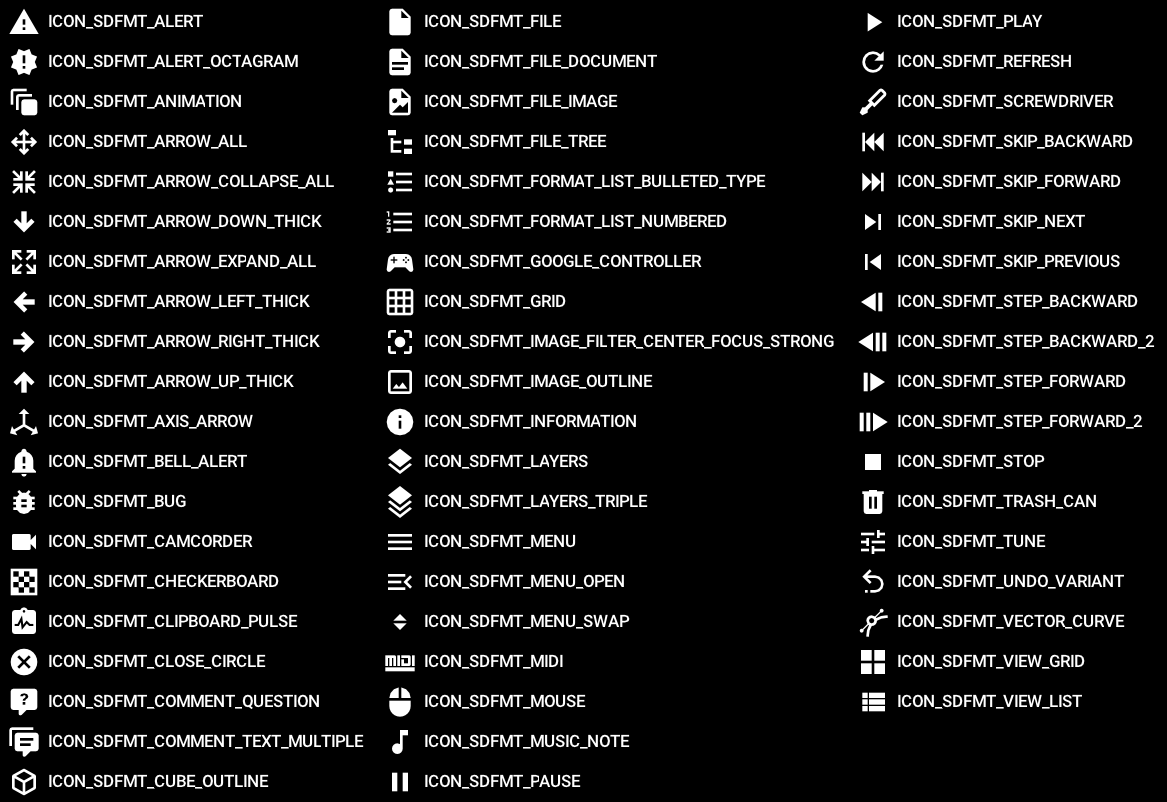 ICON_SDFMT_ALERT
ICON_SDFMT_ALERT_OCTAGRAM
ICON_SDFMT_ANIMATION
ICON_SDFMT_ARROW_ALL
ICON_SDFMT_ARROW_COLLAPSE_ALL
ICON_SDFMT_ARROW_DOWN_THICK
ICON_SDFMT_ARROW_EXPAND_ALL
ICON_SDFMT_ARROW_LEFT_THICK
ICON_SDFMT_ARROW_RIGHT_THICK
ICON_SDFMT_ARROW_UP_THICK
ICON_SDFMT_AXIS_ARROW
ICON_SDFMT_BELL_ALERT
ICON_SDFMT_BUG
ICON_SDFMT_CAMCORDER
ICON_SDFMT_CHECKERBOARD
ICON_SDFMT_CLIPBOARD_PULSE
ICON_SDFMT_CLOSE_CIRCLE
ICON_SDFMT_COMMENT_QUESTION
ICON_SDFMT_COMMENT_TEXT_MULTIPLE
ICON_SDFMT_CUBE_OUTLINE
ICON_SDFMT_FILE
ICON_SDFMT_FILE_DOCUMENT
ICON_SDFMT_FILE_IMAGE
ICON_SDFMT_FILE_TREE
ICON_SDFMT_FORMAT_LIST_BULLETED_TYPE
ICON_SDFMT_FORMAT_LIST_NUMBERED
ICON_SDFMT_GOOGLE_CONTROLLER
ICON_SDFMT_GRID
ICON_SDFMT_IMAGE_FILTER_CENTER_FOCUS_STRONG
ICON_SDFMT_IMAGE_OUTLINE
ICON_SDFMT_INFORMATION
ICON_SDFMT_LAYERS
ICON_SDFMT_LAYERS_TRIPLE
ICON_SDFMT_MENU
ICON_SDFMT_MENU_OPEN
ICON_SDFMT_MENU_SWAP
MIDI ICON_SDFMT_MIDI
ICON_SDFMT_MOUSE
ICON_SDFMT_MUSIC_NOTE
ICON_SDFMT_PAUSE
ICON_SDFMT_PLAY
ICON_SDFMT_REFRESH
ICON_SDFMT_SCREWDRIVER
ICON_SDFMT_SKIP_BACKWARD
ICON_SDFMT_SKIP_FORWARD
ICON_SDFMT_SKIP_NEXT
ICON_SDFMT_SKIP_PREVIOUS
ICON_SDFMT_STEP_BACKWARD
ICON_SDFMT_STEP_BACKWARD_2
ICON_SDFMT_STEP_FORWARD
ICON_SDFMT_STEP_FORWARD_2
ICON_SDFMT_STOP
ICON_SDFMT_TRASH_CAN
ICON_SDFMT_TUNE
ICON_SDFMT_UNDO_VARIANT
ICON_SDFMT_VECTOR_CURVE
ICON_SDFMT_VIEW_GRID
ICON_SDFMT_VIEW_LIST